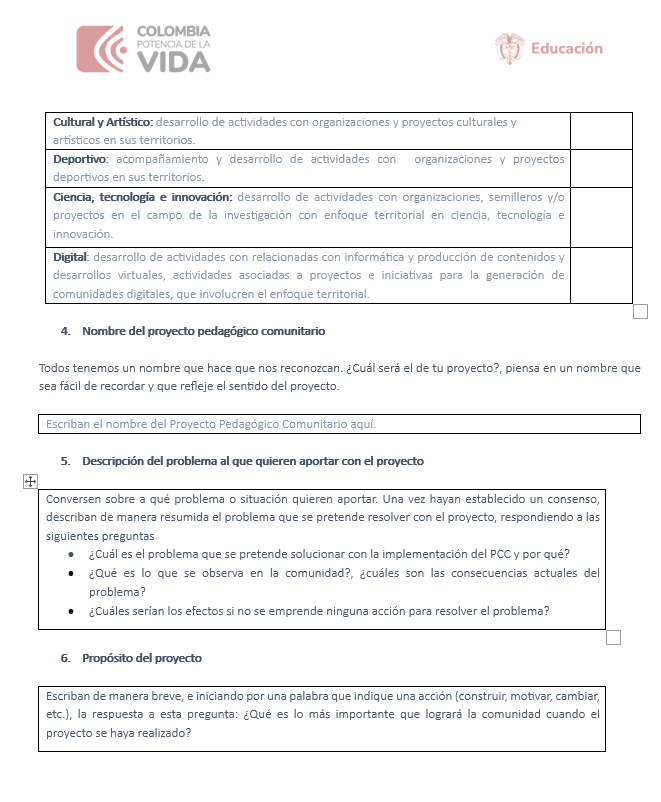 COLOMBIA
POTENCIA DE LA
VIDA
Educación
Cultural y Artístico: desarrollo de actividades con organizaciones y proyectos culturales y
artísticos en sus territorios.
Deportivo: acompañamiento y desarrollo de actividades con organizaciones y proyectos
deportivos en sus territorios.
Ciencia, tecnología e innovación: desarrollo de actividades con organizaciones, semilleros y/o
proyectos en el campo de la investigación con enfoque territorial en ciencia, tecnología e
innovación.
Digital: desarrollo de actividades con relacionadas con informática y producción de contenidos y
desarrollos virtuales, actividades asociadas a proyectos e iniciativas para la generación de
comunidades digitales, que involucren el enfoque territorial.
4. Nombre del proyecto pedagógico comunitario
Todos tenemos un nombre que hace que nos reconozcan. ¿Cuál será el de tu proyecto?, piensa en un nombre que
sea fácil de recordar y que refleje el sentido del proyecto.
Escriban el nombre del Proyecto Pedagógico Comunitario aquí.
5. Descripción del problema al que quieren aportar con el proyecto
Conversen sobre a qué problema o situación quieren aportar. Una vez hayan establecido un consenso,
describan de manera resumida el problema que se pretende resolver con el proyecto, respondiendo a las
siguientes preguntas
• ¿Cuál es el problema que se pretende solucionar con la implementación del PCC y por qué?
• ¿Qué es lo que se observa en la comunidad?, ¿cuáles son las consecuencias actuales del
problema?
• ¿Cuáles serían los efectos si no se emprende ninguna acción para resolver el problema?
6. Propósito del proyecto
Escriban de manera breve, e iniciando por una palabra que indique una acción (construir, motivar, cambiar,
etc.), la respuesta a esta pregunta: ¿Qué es lo más importante que logrará la comunidad cuando el
proyecto se haya realizado?